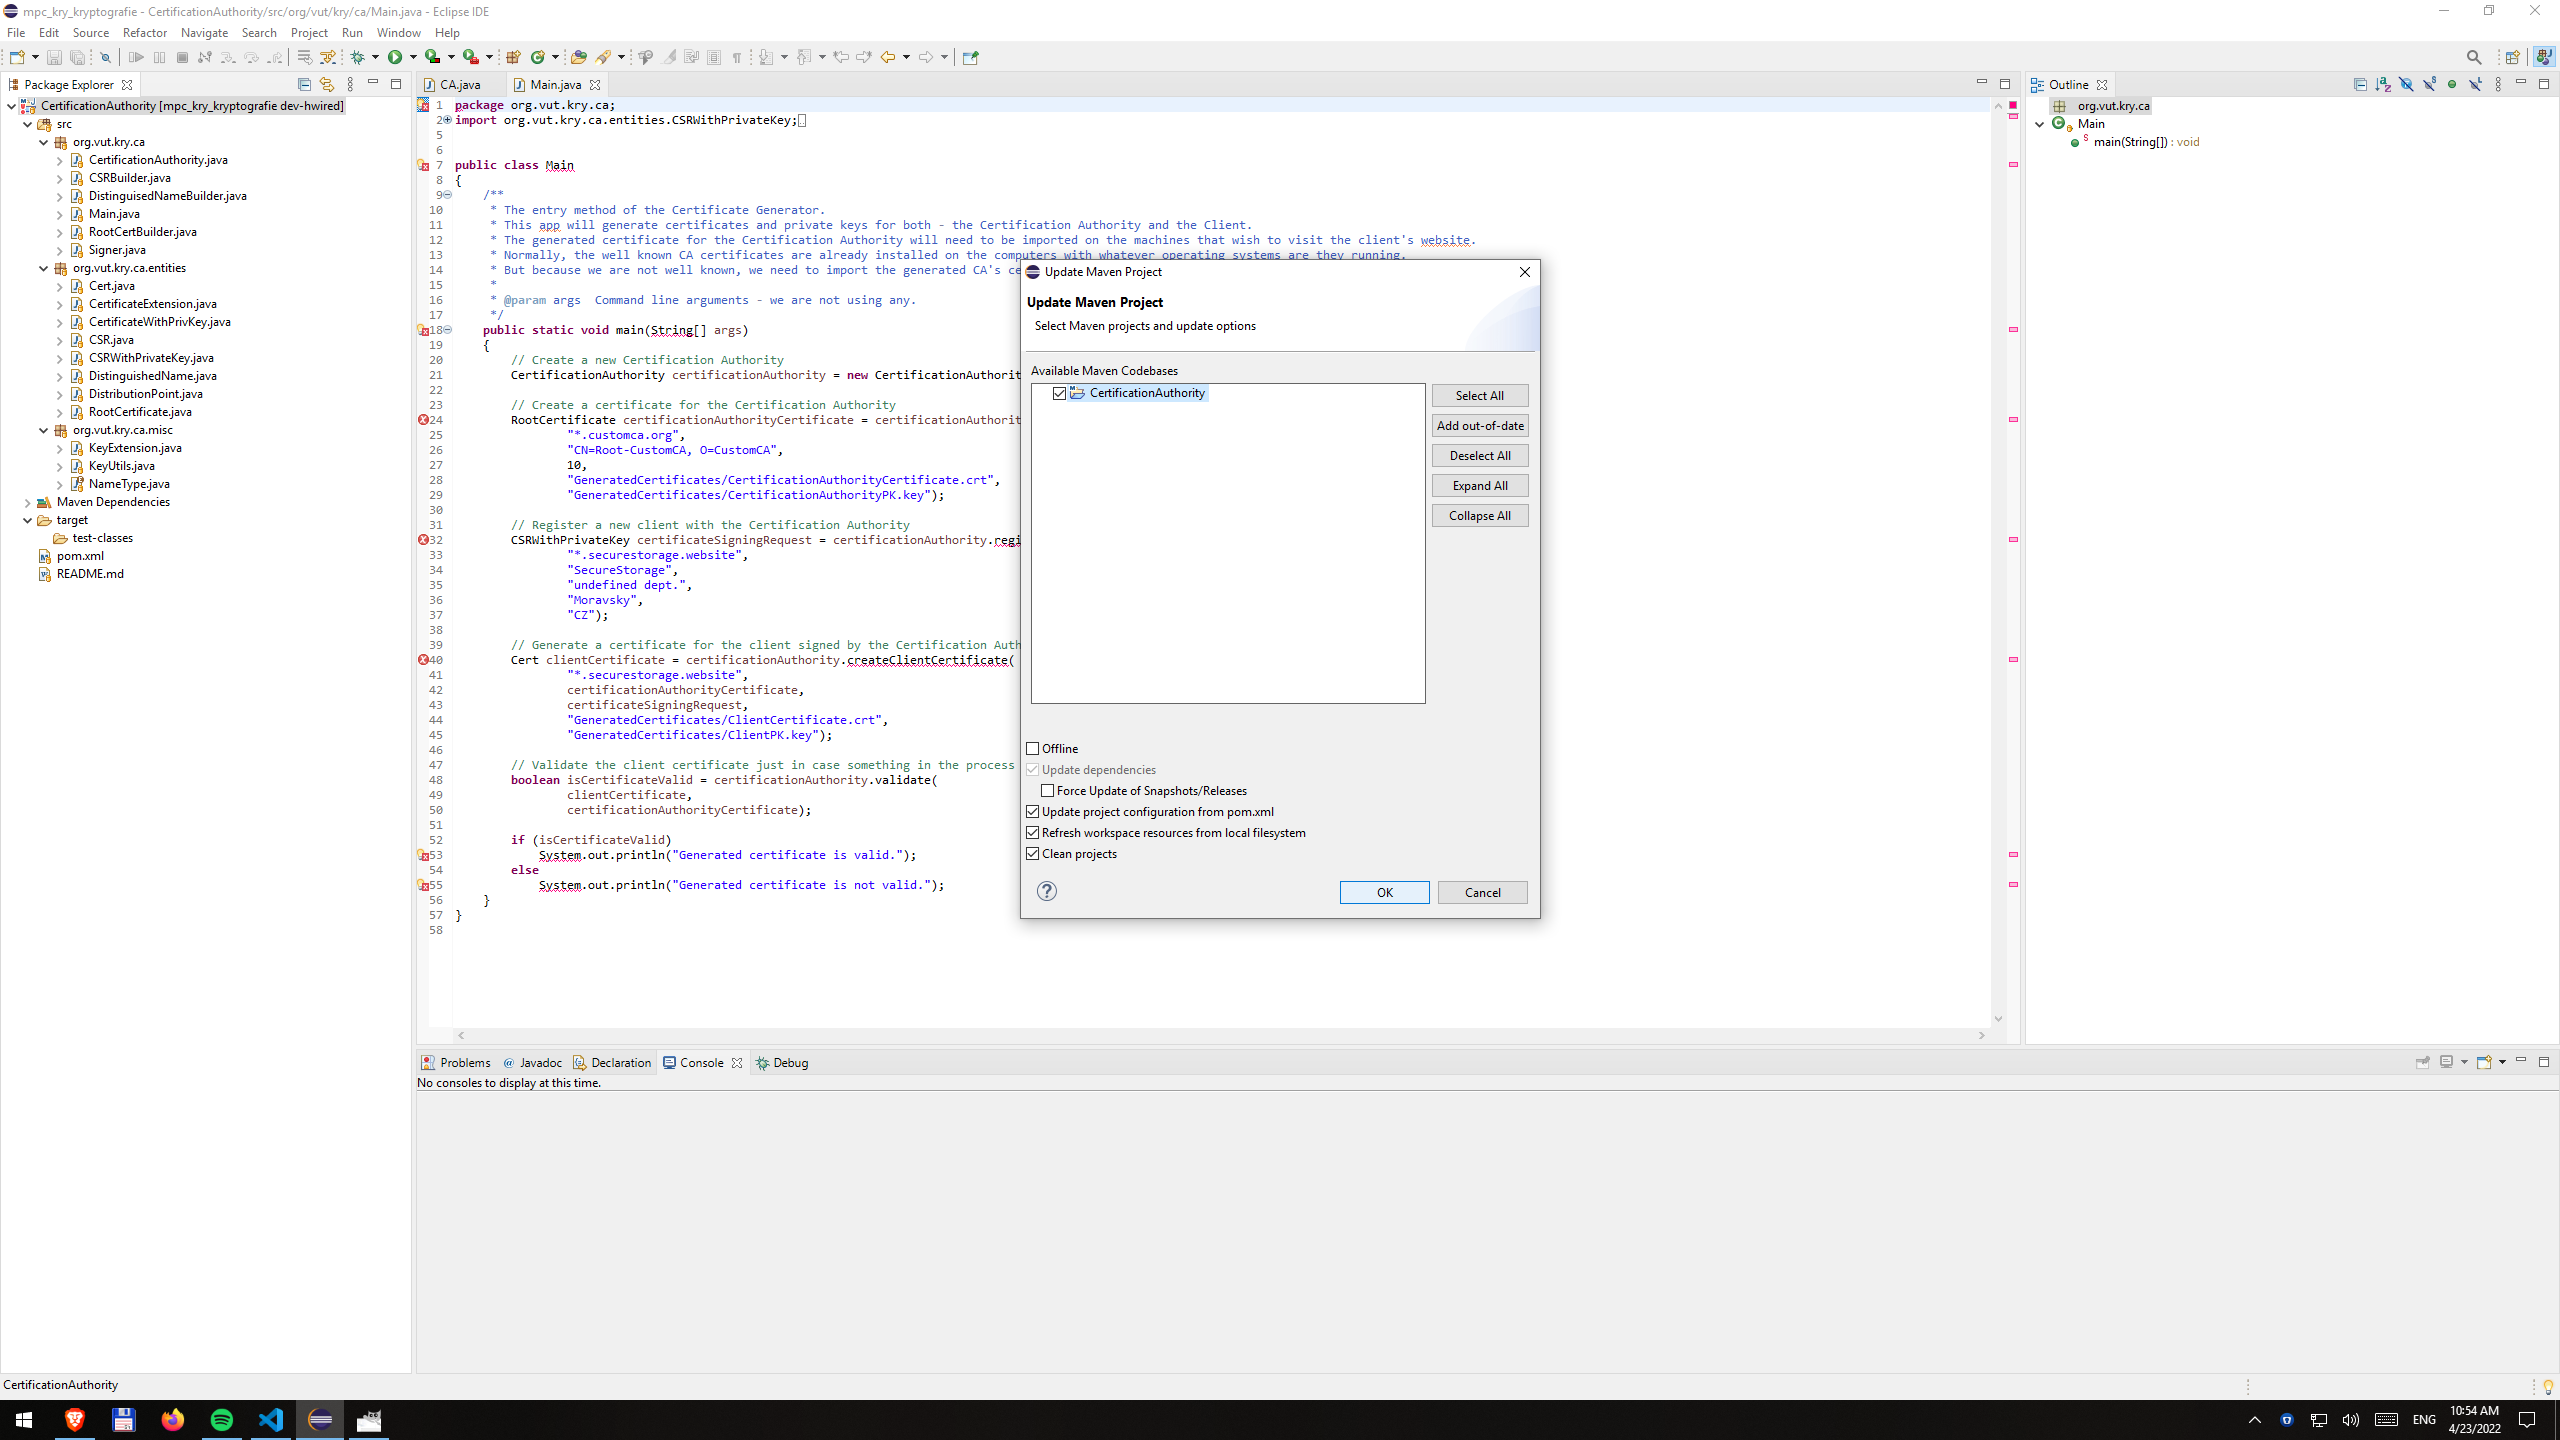 mpc_kry_kryptografie - CertificationAuthority/src/org/vut/kry/ca/Main.java - Eclipse IDE
File Edit Source Refactor Navigate Search Project Run Window Help
Package Explorer
CertificationAuthority [mpc_kry_kryptografie dev-hwired]
src
org.vut.kry.ca
CertificationAuthority.java
CSRBuilder.java
DistinguisedNameBuilder.java
Main.java
RootCertBuilder.java
Signer.java
org.vut.kry.ca.entities
Cert.java
CertificateExtension.java
CertificateWithPrivKey.java
CSR.java
CSRWithPrivateKey.java
DistinguishedName.java
DistributionPoint.java
RootCertificate.java
org.vut.kry.ca.misc
KeyExtension.java
KeyUtils.java
NameType.java
Maven Dependencies
target
test-classes
pom.xml
README.md
CA.java Main.java
1 package org.vut.kry.ca;
2 import org.vut.kry.ca.entities.CSRWithPrivateKey;
5
6
7 public class Main
8 {
9 /**
10 * The entry method of the Certificate Generator.
11 * This app will generate certificates and private keys for both - the Certification Authority and the Client.
12 * The generated certificate for the Certification Authority will need to be imported on the machines that wish to visit the client's website.
13 * Normally, the well known CA certificates are already installed on the computers with whatever operating systems are they running.
14 * But because we are not well known, we need to import the generated CA's ce
15 *
16 * @param args Command line arguments - we are not using any.
17 */
18 public static void main(String[] args)
19 {
20 // Create a new Certification Authority
21 CertificationAuthority certificationAuthority = new CertificationAuthorit
22
23 // Create a certificate for the Certification Authority
24 RootCertificate certificationAuthorityCertificate = certificationAuthorit
25 "*.customca.org",
26 "CN=Root-CustomCA, O=CustomCA",
27 10,
28 "GeneratedCertificates/CertificationAuthorityCertificate.crt",
29 "GeneratedCertificates/CertificationAuthorityPK.key");
30
31 // Register a new client with the Certification Authority
32 CSRWithPrivateKey certificateSigningRequest = certificationAuthority.regi
33 "*.securestorage.website",
34 "SecureStorage",
35 "undefined dept.",
36 "Moravsky",
37 "CZ");
38
39 // Generate a certificate for the client signed by the Certification Auth
40 Cert clientCertificate = certificationAuthority.createClientCertificate(
41 "*.securestorage.website",
42 certificationAuthorityCertificate,
43 certificateSigningRequest,
44 "GeneratedCertificates/ClientCertificate.crt",
45 "GeneratedCertificates/ClientPK.key");
46
47 // Validate the client certificate just in case something in the process
48 boolean isCertificateValid = certificationAuthority.validate(
49 clientCertificate,
50 certificationAuthorityCertificate);
51
52 if (isCertificateValid)
53 System.out.println("Generated certificate is valid.");
54 else
55 System.out.println("Generated certificate is not valid.");
56 }
57 }
58
Update Maven Project
Update Maven Project
Select Maven projects and update options
Available Maven Codebases
CertificationAuthority
Select All
Add out-of-date
Deselect All
Expand All
Collapse All
Offline
Update dependencies
Force Update of Snapshots/Releases
Update project configuration from pom.xml
Refresh workspace resources from local filesystem
Clean projects
OK Cancel
Outline
org.vut.kry.ca
Main
main(String[]) : void
Problems Javadoc Declaration Console Debug
No consoles to display at this time.
CertificationAuthority
ENG
10:54 AM
4/23/2022